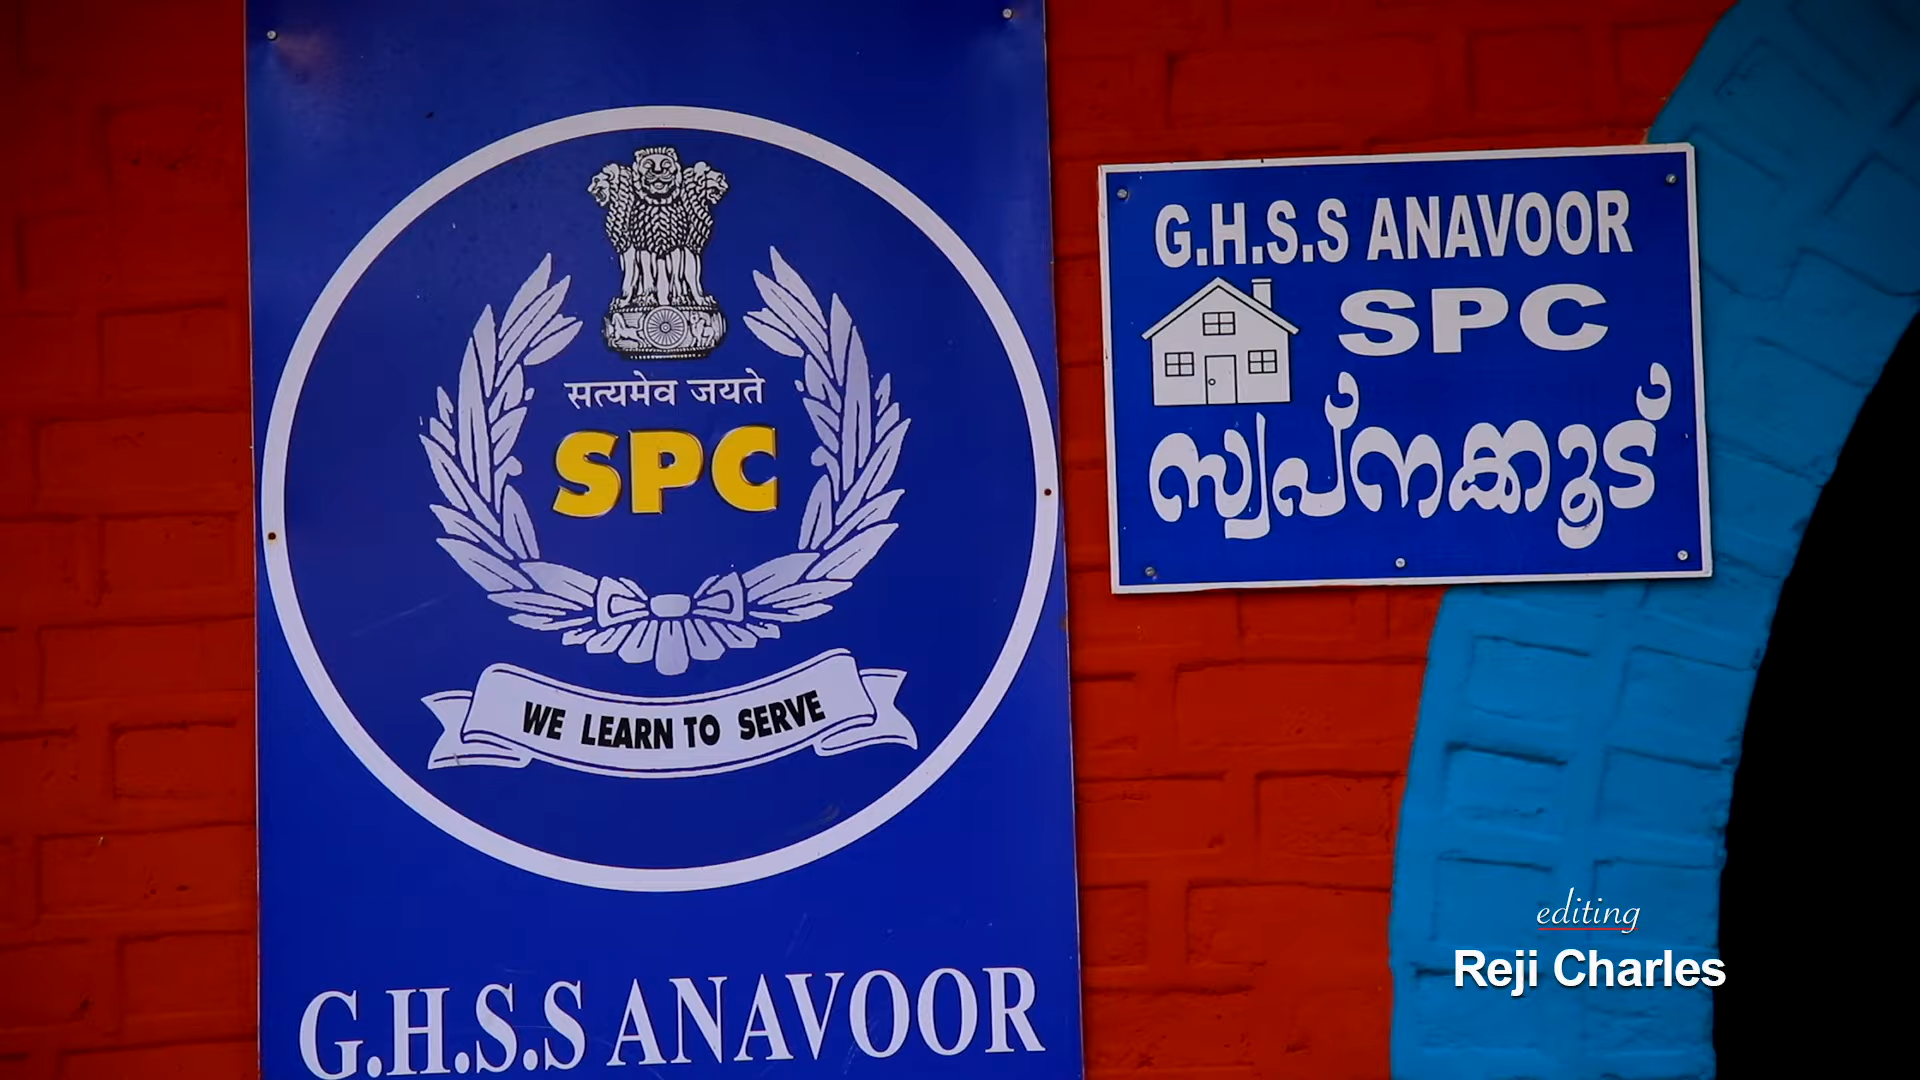 सत्यमेव जयते
SPC
WE LEARN TO SERVE
G.H.S.S ANAVOOR
G.H.S.S ANAVOOR
SPC
സ്വപ്നക്കൂട്
editing
Reji Charles